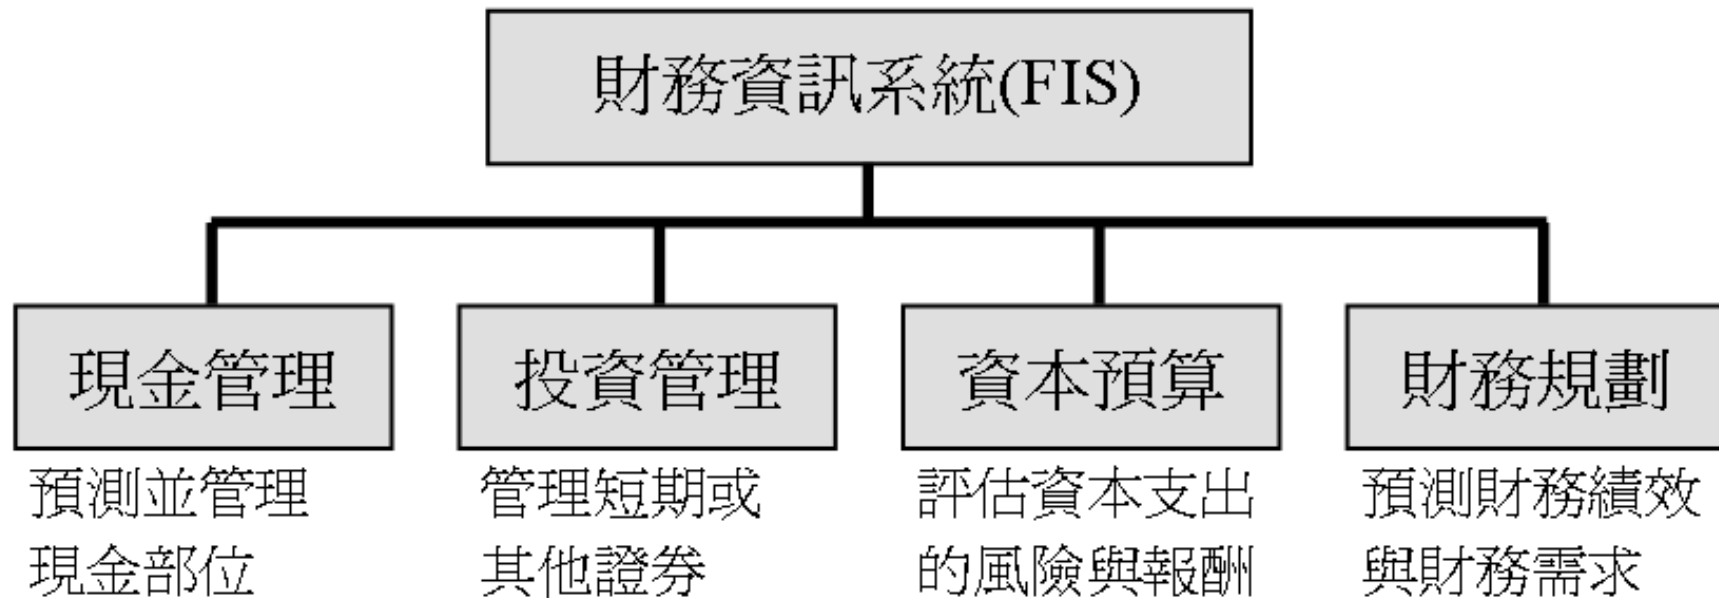 財務資訊系統(FIS)
現金管理
投資管理
資本預算
財務規劃
預測並管理
現金部位
管理短期或
其他證券
評估資本支出
的風險與報酬
預測財務績效
與財務需求